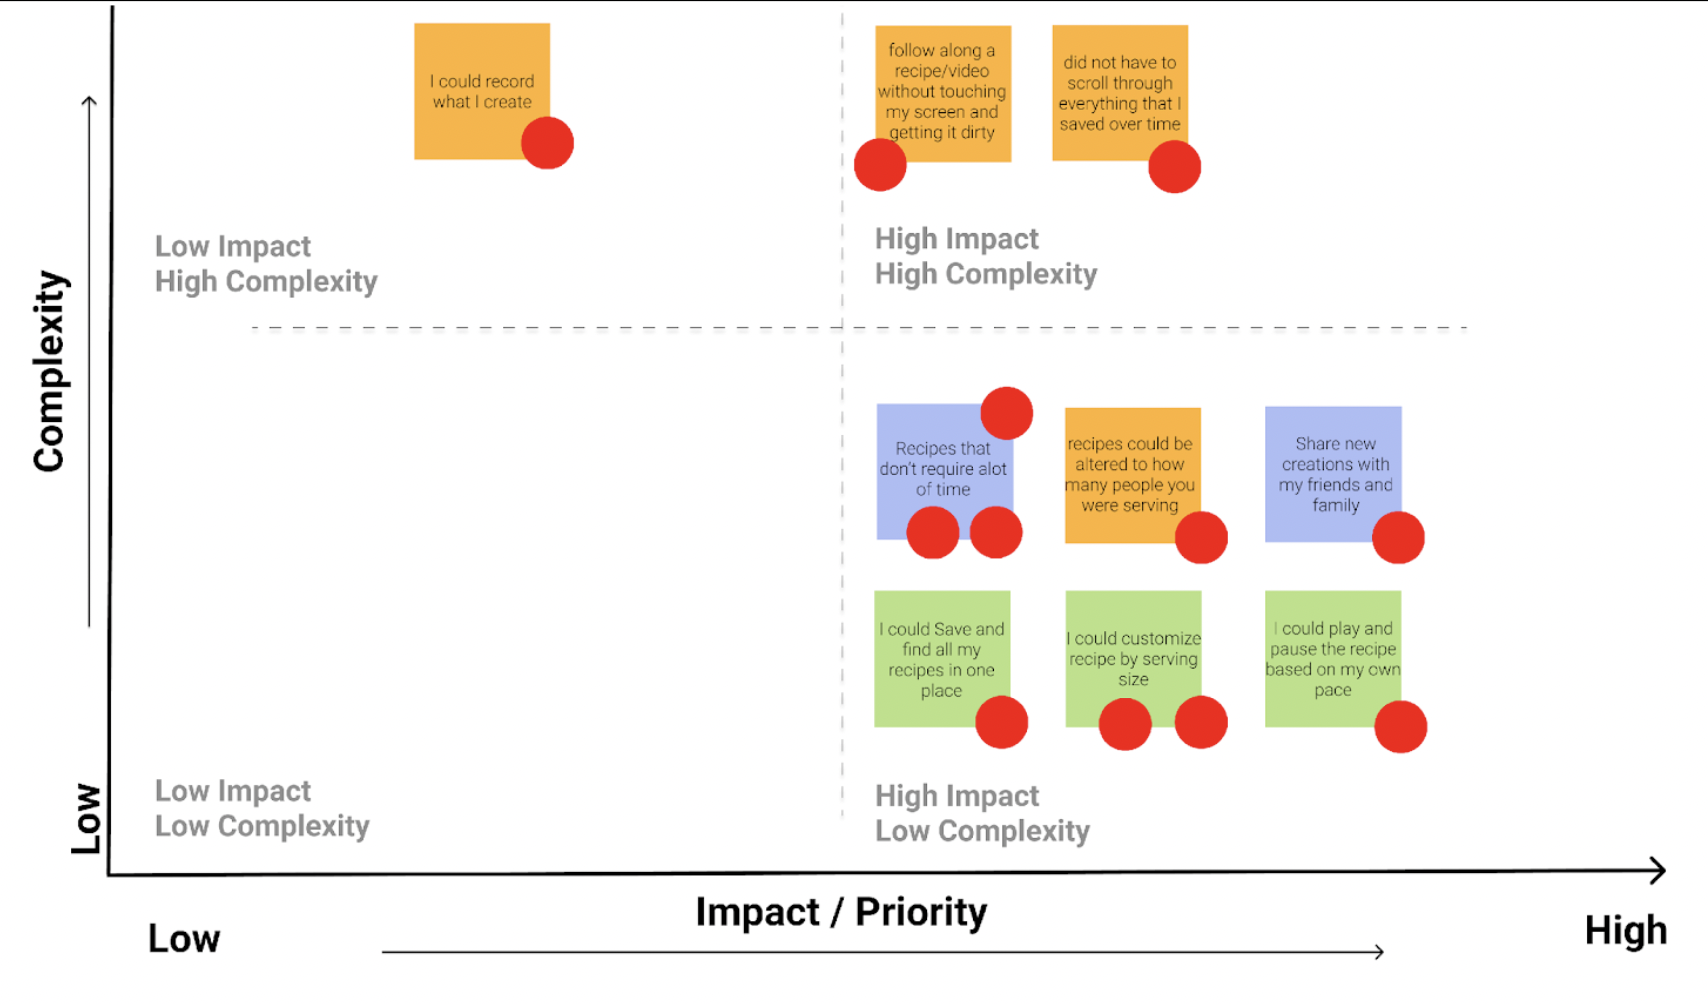 I could record
what I create
follow along a
recipe/video
without touching
my screen and
getting it dirty
did not have to
scroll through
everything that I
saved over time
Low Impact
High Complexity
High Impact
High Complexity
Complexity
Recipes that
don't require alot
of time
recipes could be
altered to how
many people you
were serving
Share new
creations with
my friends and
family
I could Save and
find all my
recipes in one
place
I could customize
recipe by serving
size
I could play and
pause the recipe
based on my own
pace
Low
Low Impact
Low Complexity
High Impact
Low Complexity
Impact / Priority
Low
High